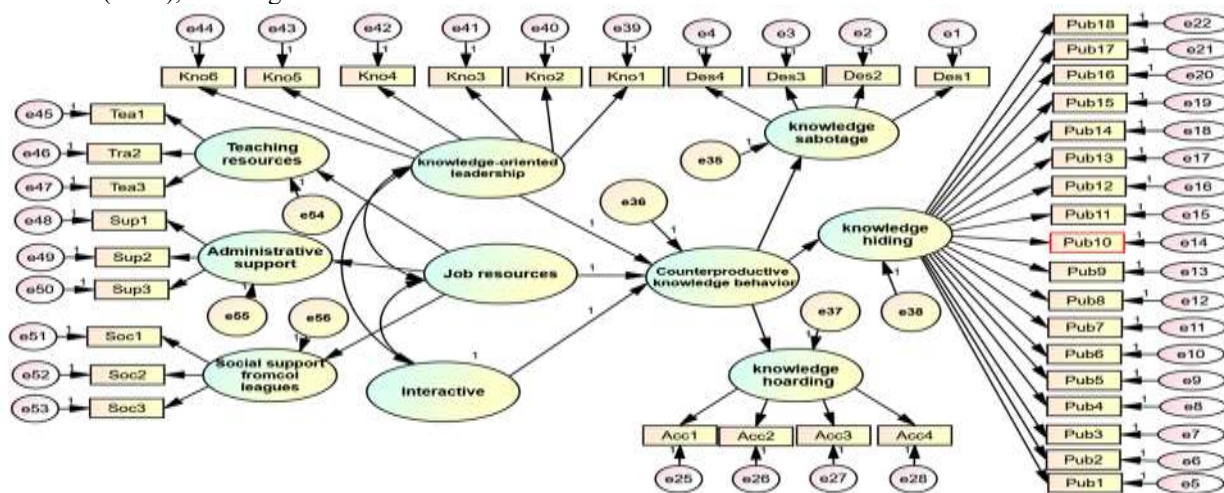 e44
e43
e42
e41
e40
e39
e4
e3
e2
e1
Pub18
e22
Kno6
Kno5
Kno4
Kno3
Kno2
Kno1
Des4
Des3
Des2
Des1
Pub17
e21
Pub16
e20
e45
Tea1
Pub15
e19
Teaching
resources
knowledge-oriented
leadership
knowledge
sabotage
Pub14
e18
e46
Tra2
e35
Pub13
e17
e47
Tea3
Pub12
e16
e54
e36
e48
Sup1
Pub11
e15
knowledge
hiding
Administrative
support
Pub10
e14
e49
Sup2
Job resources
Counterproductive
knowledge behavior
Pub9
e13
e50
Sup3
Pub8
e12
e55
e56
e37
e38
Pub7
e11
e51
Soc1
Pub6
e10
Social support
fromcol
leagues
knowledge
hoarding
e52
Soc2
Pub5
e9
interactive
e53
Soc3
Pub4
e8
Acc1
Acc2
Acc3
Acc4
Pub3
e7
Pub2
e6
e25
e26
e27
e28
Pub1
e5